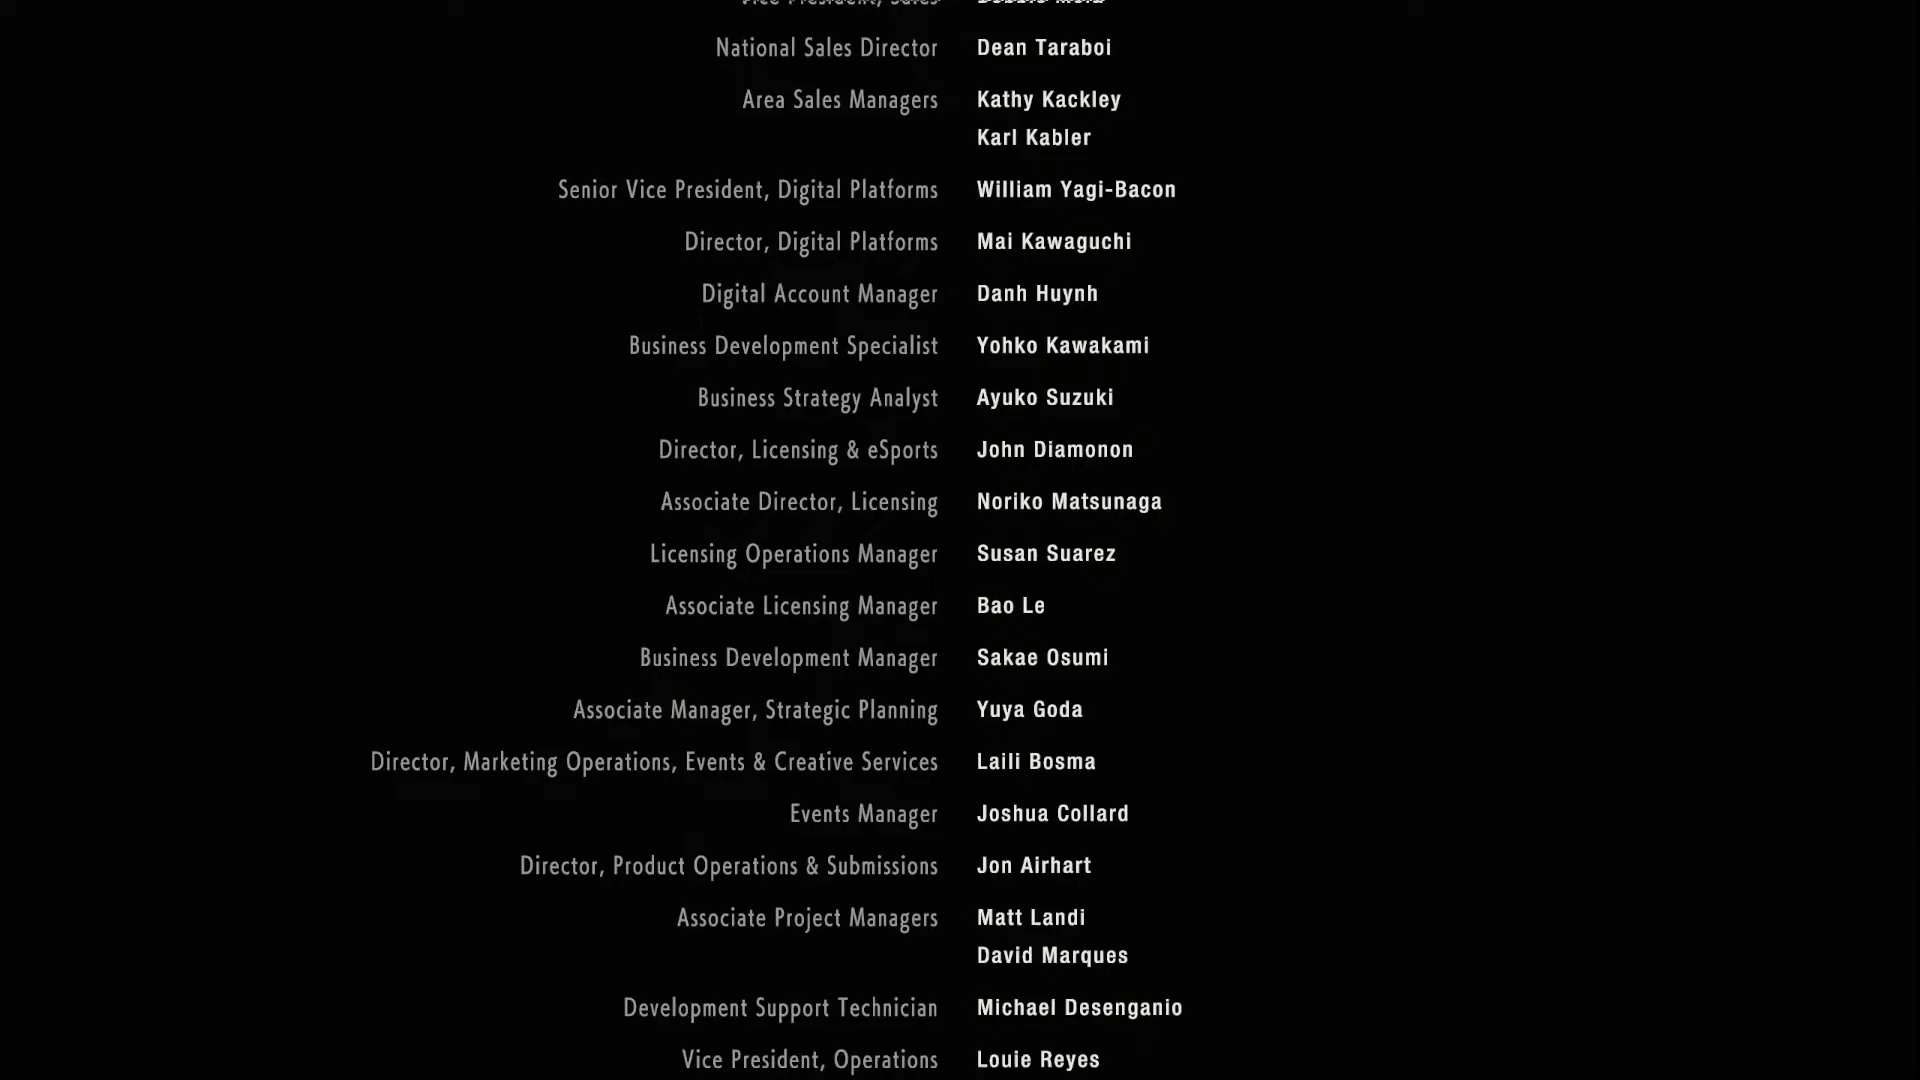 Vice President, Sales
National Sales Director Dean Taraboi
Area Sales Managers Kathy Kackley
Karl Kabler
Senior Vice President, Digital Platforms William Yagi-Bacon
Director, Digital Platforms Mai Kawaguchi
Digital Account Manager Danh Huynh
Business Development Specialist Yohko Kawakami
Business Strategy Analyst Ayuko Suzuki
Director, Licensing & eSports John Diamonon
Associate Director, Licensing Noriko Matsunaga
Licensing Operations Manager Susan Suarez
Associate Licensing Manager Bao Le
Business Development Manager Sakae Osumi
Associate Manager, Strategic Planning Yuya Goda
Director, Marketing Operations, Events & Creative Services Laili Bosma
Events Manager Joshua Collard
Director, Product Operations & Submissions Jon Airhart
Associate Project Managers Matt Landi
David Marques
Development Support Technician Michael Desenganio
Vice President, Operations Louie Reyes